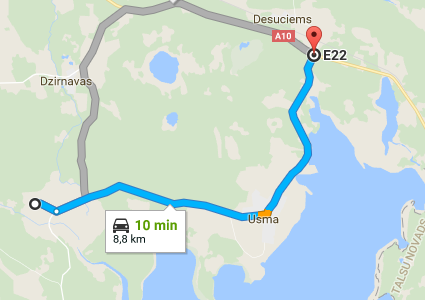 Desuciems
A10
E22
Dzirnavas
10 min
8,8 km
Usma
TALSU NOVADS